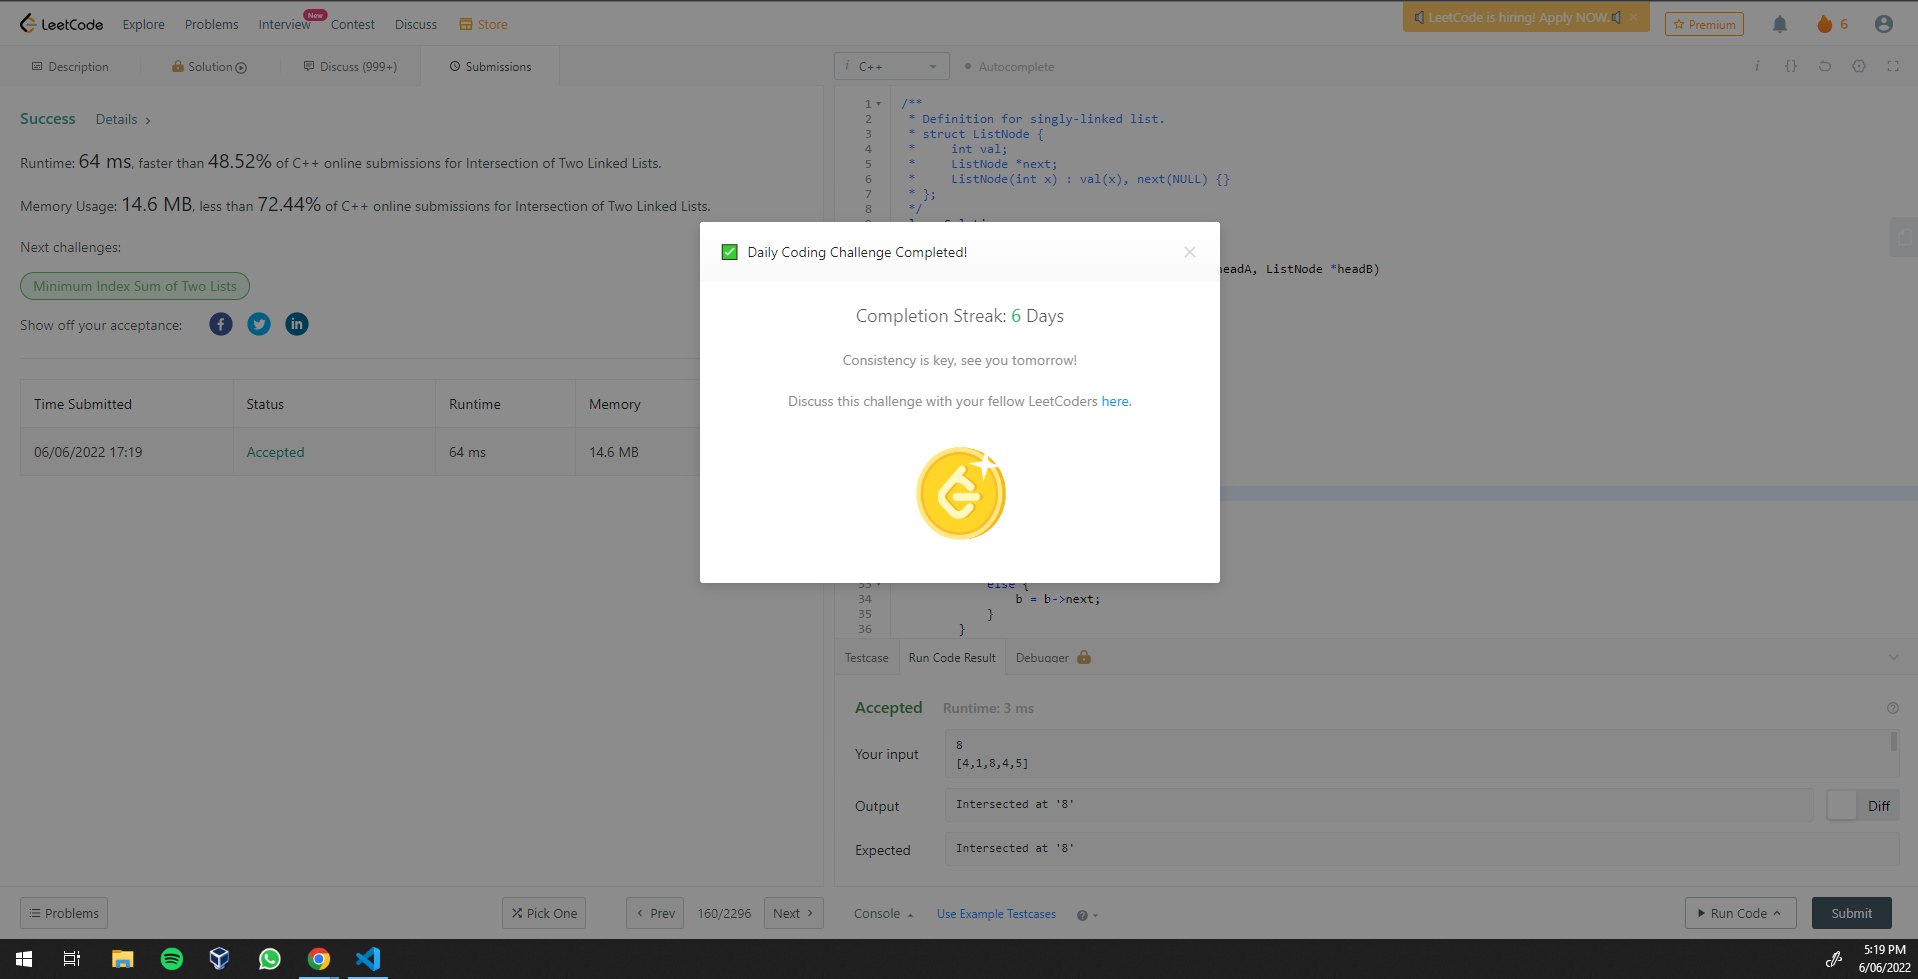 LeetCode Explore Problems Interview New Contest Discuss Store LeetCode is hiring! Apply NOW. Premium 6
Description Solution Discuss (999+) Submissions
C++ Autocomplete
Success Details
Runtime: 64 ms, faster than 48.52% of C++ online submissions for Intersection of Two Linked Lists.
Memory Usage: 14.6 MB, less than 72.44% of C++ online submissions for Intersection of Two Linked Lists.
Next challenges:
Minimum Index Sum of Two Lists
Show off your acceptance:
Time Submitted Status Runtime Memory
06/06/2022 17:19 Accepted 64 ms 14.6 MB
1 /**
2 * Definition for singly-linked list.
3 * struct ListNode {
4 * int val;
5 * ListNode *next;
6 * ListNode(int x) : val(x), next(NULL) {}
7 * };
8 */
headA, ListNode *headB)
Daily Coding Challenge Completed!
Completion Streak: 6 Days
Consistency is key, see you tomorrow!
Discuss this challenge with your fellow LeetCoders here.
33 else {
34 b = b->next;
35 }
36 }
Testcase Run Code Result Debugger
Accepted Runtime: 3 ms
Your input
8
[4,1,8,4,5]
Output Intersected at '8' Diff
Expected Intersected at '8'
Problems Pick One Prev 160/2296 Next Console Use Example Testcases Run Code Submit
5:19 PM
6/06/2022